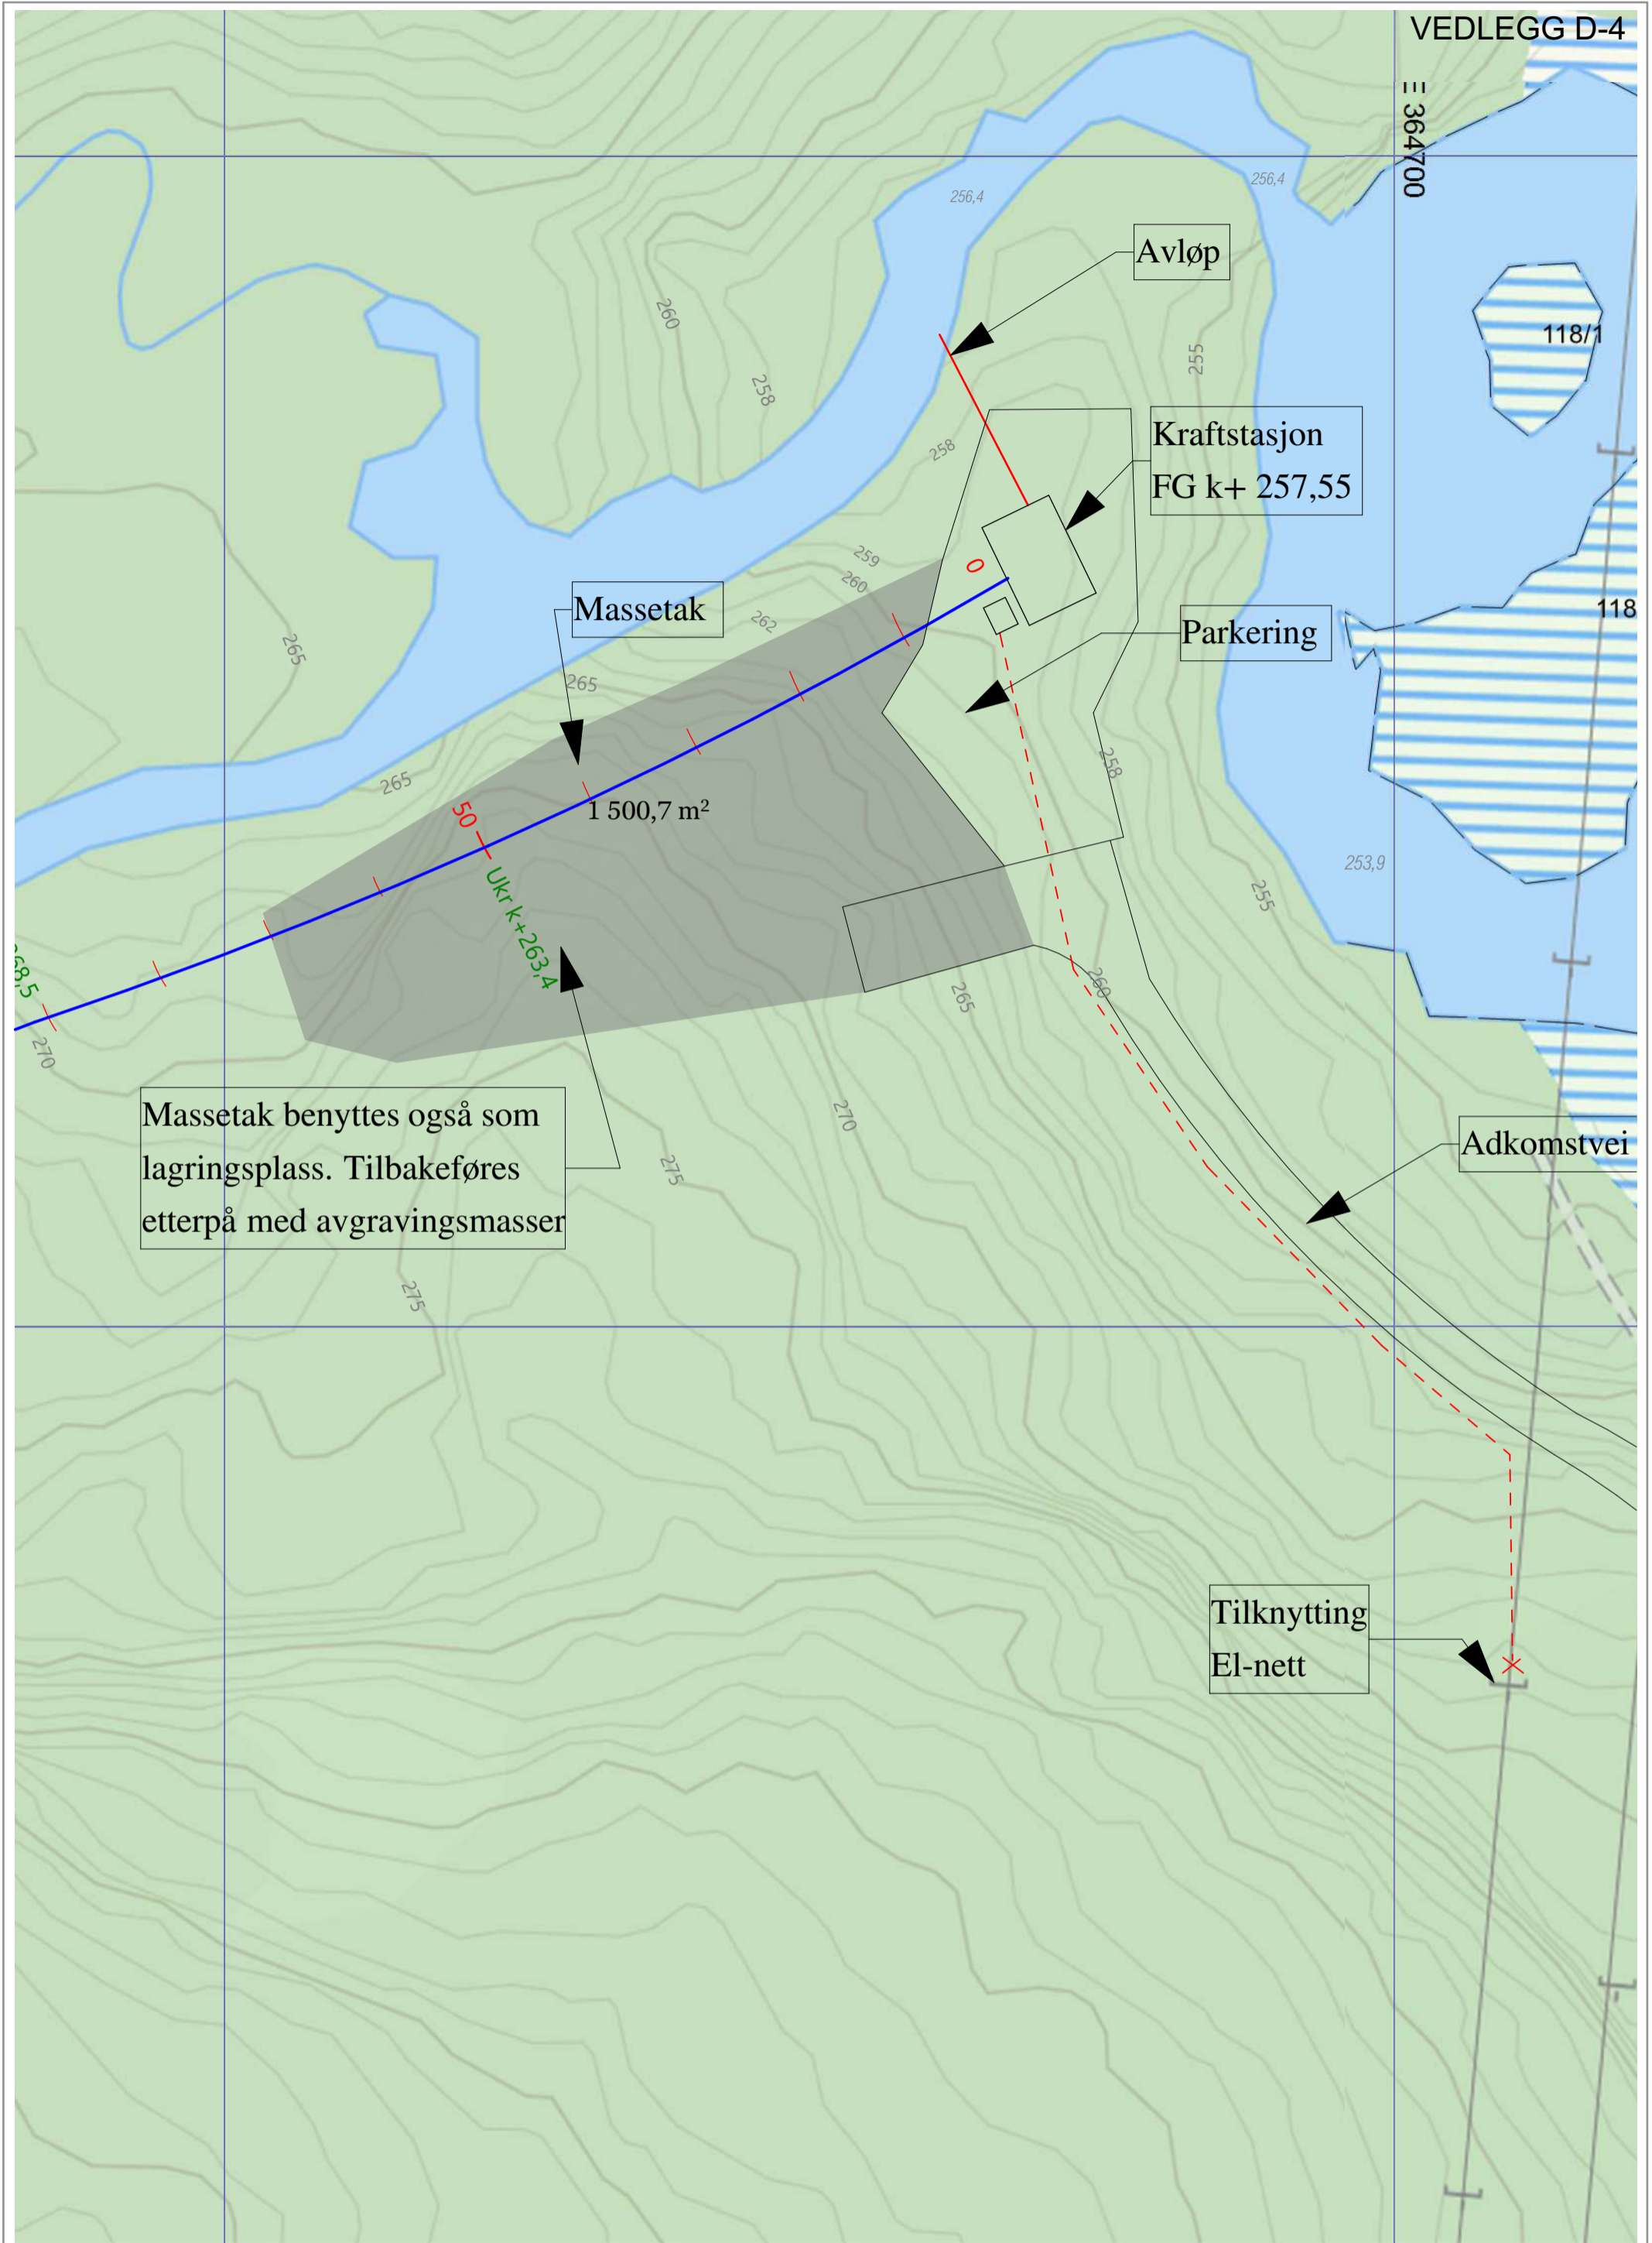 VEDLEGG D-4
364700
256,4
256,4
Avløp
118/1
260
255
258
Kraftstasjon
FG k+ 257,55
258
259
260
0
262
Massetak
118
Parkering
265
265
265
258
50
1 500,7 m²
253,9
Ukr k+263,4
255
68,5
260
265
270
Massetak benyttes også som
lagringsplass. Tilbakeføres
etterpå med avgravingsmasser
270
275
Adkomstvei
275
Tilknytting
El-nett